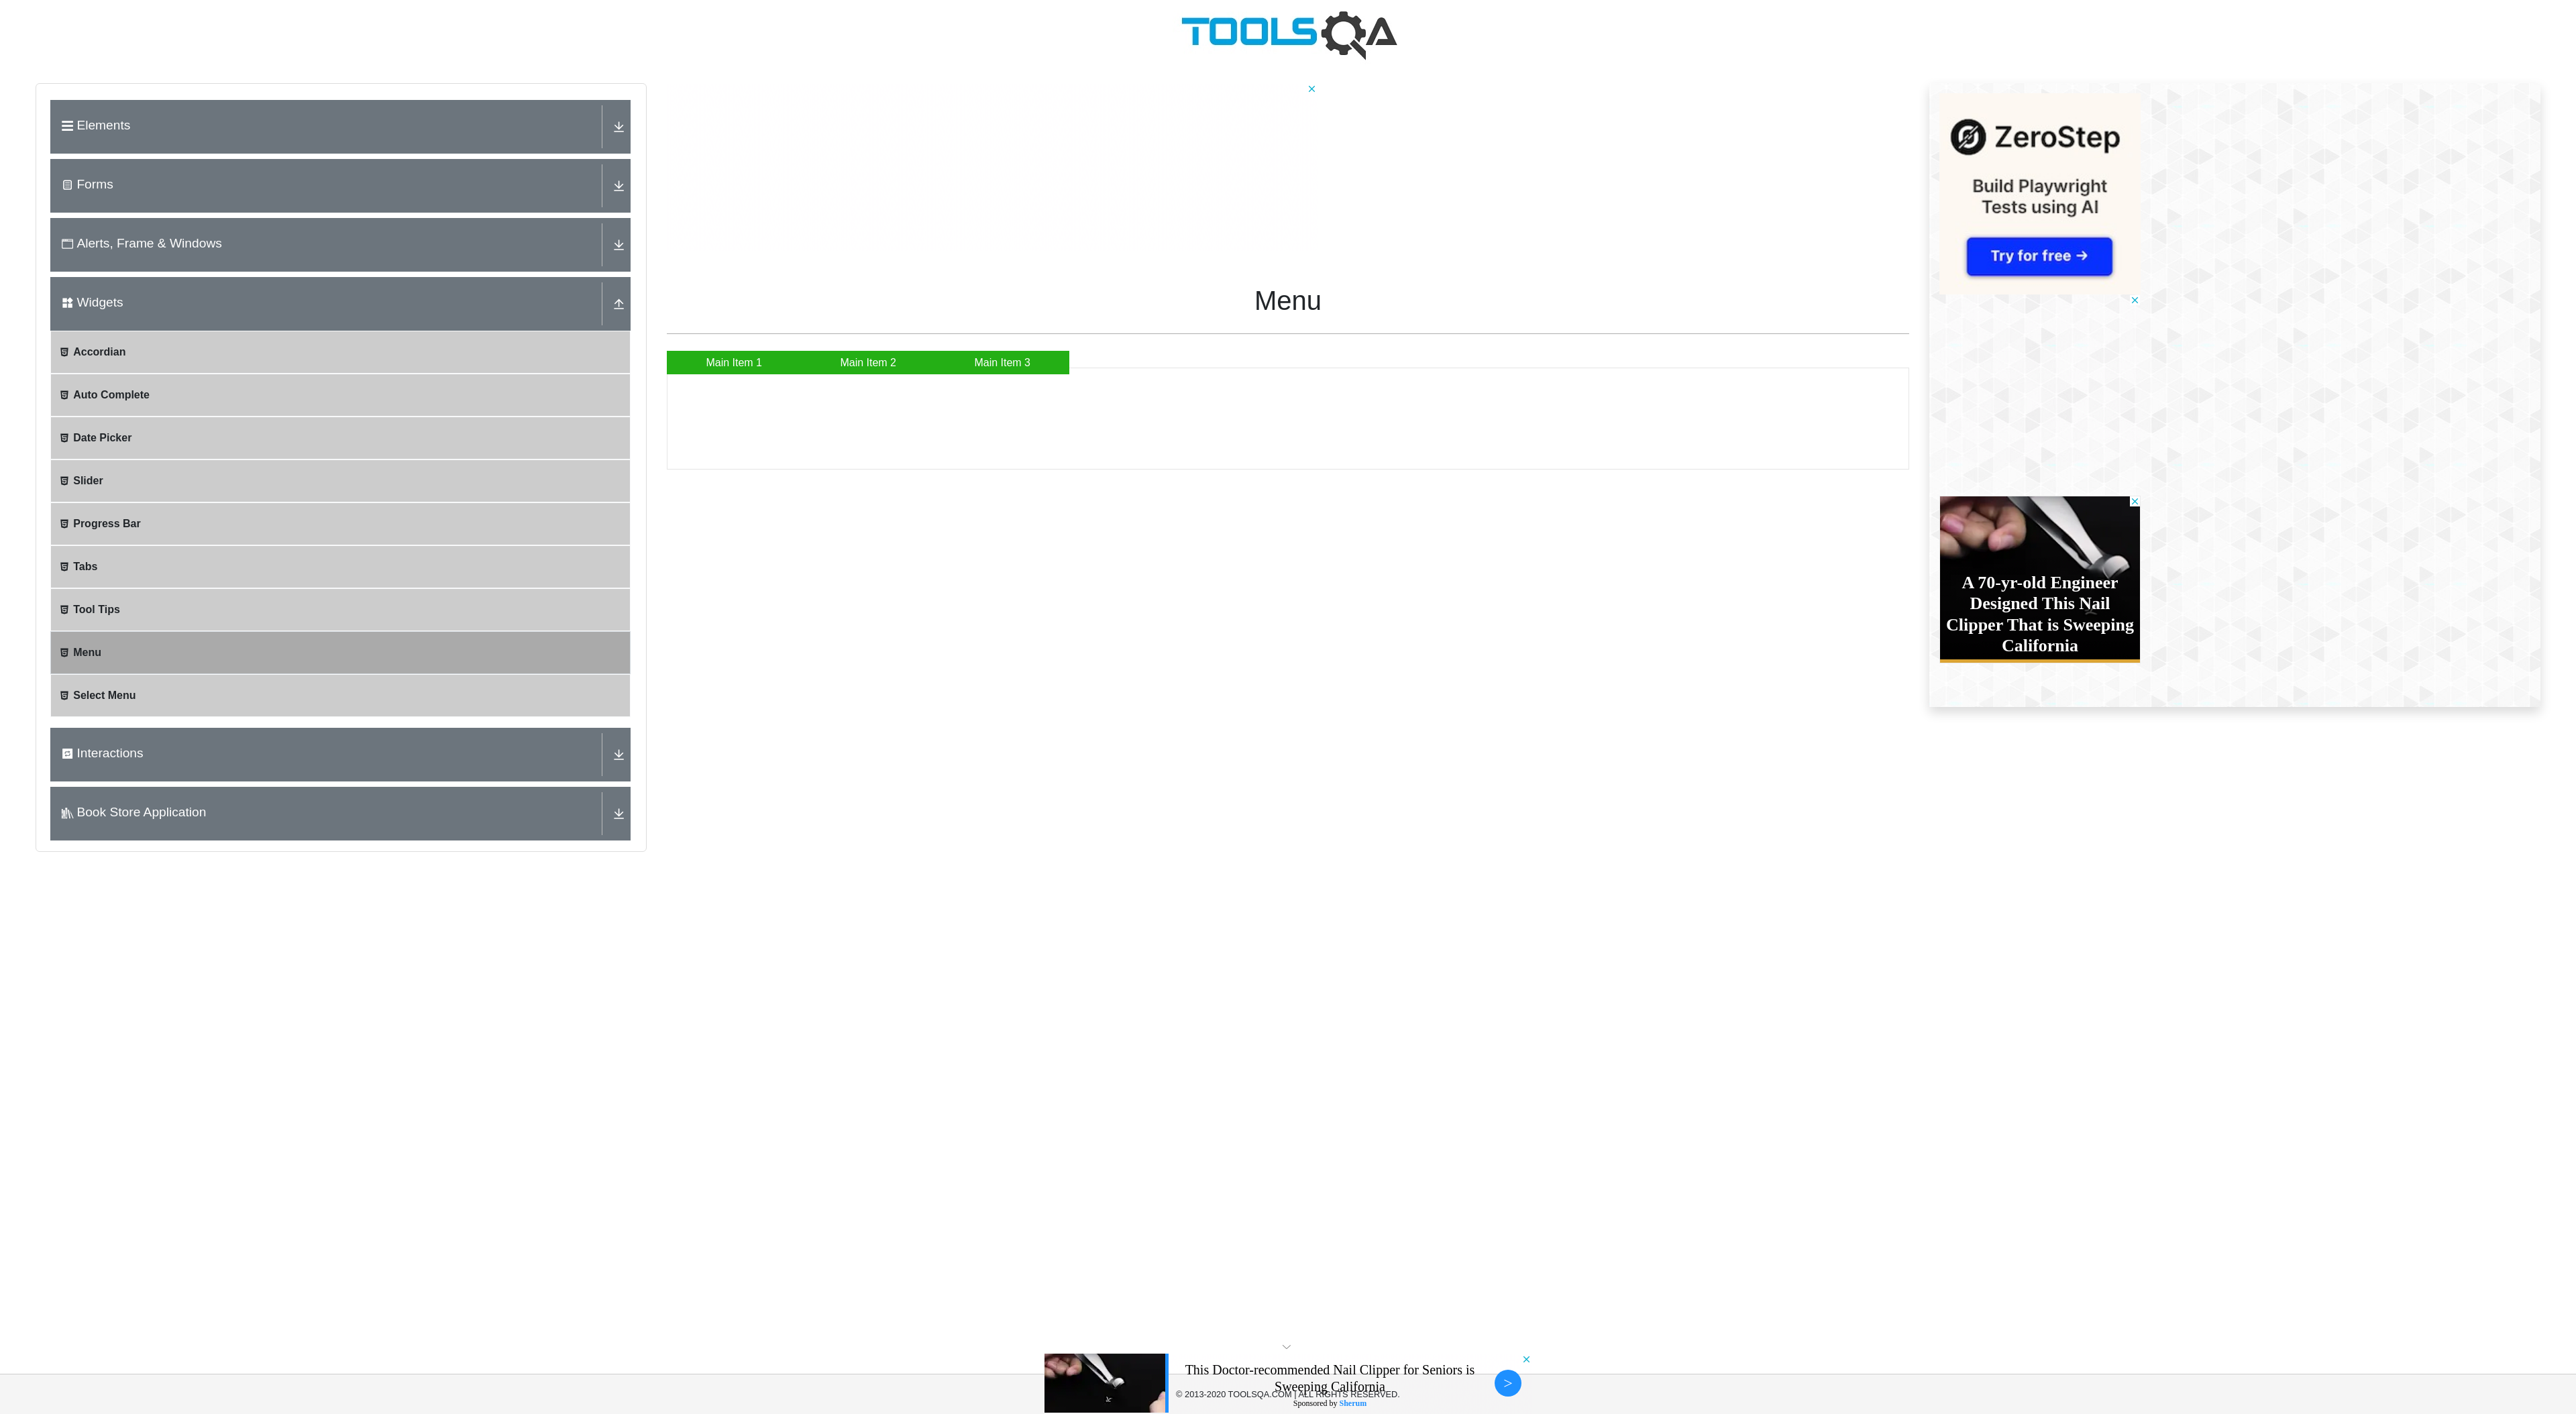 TOOLSQA
Elements
Forms
Alerts, Frame & Windows
Widgets
Accordian
Auto Complete
Date Picker
Slider
Progress Bar
Tabs
Tool Tips
Menu
Select Menu
Interactions
Book Store Application
Menu
Main Item 1
Main Item 2
Main Item 3
ZeroStep
Build Playwright
Tests using AI
Try for free →
A 70-yr-old Engineer
Designed This Nail
Clipper That is Sweeping
California
This Doctor-recommended Nail Clipper for Seniors is
Sweeping California
© 2013-2020 TOOLSQA.COM | ALL RIGHTS RESERVED.
Sponsored by Sherum